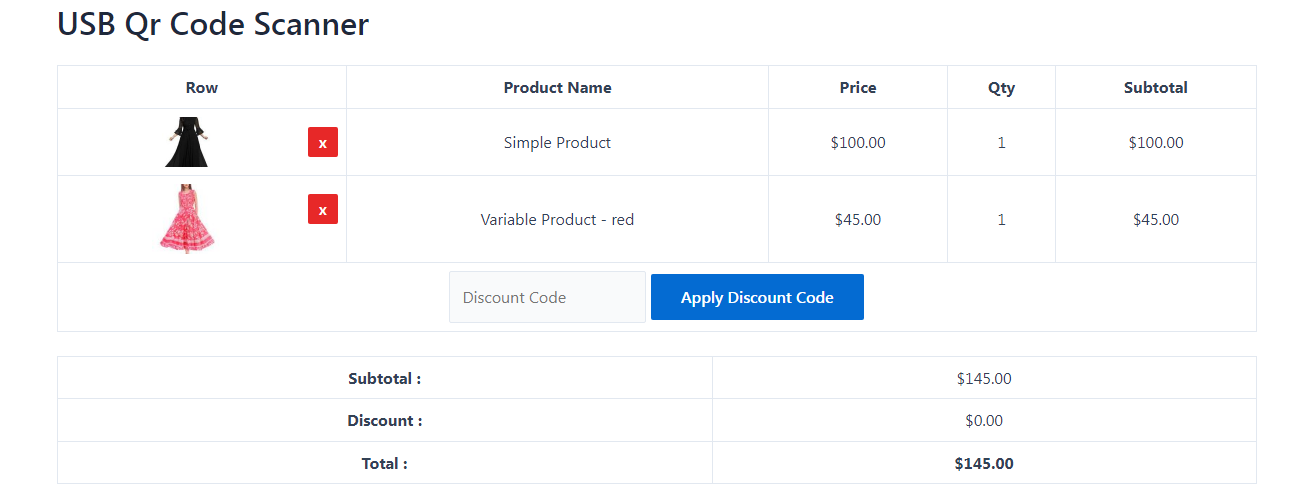 USB Qr Code Scanner
Row Product Name Price Qty Subtotal
x Simple Product $100.00 1 $100.00
x Variable Product - red $45.00 1 $45.00
Discount Code Apply Discount Code
Subtotal : $145.00
Discount : $0.00
Total : $145.00